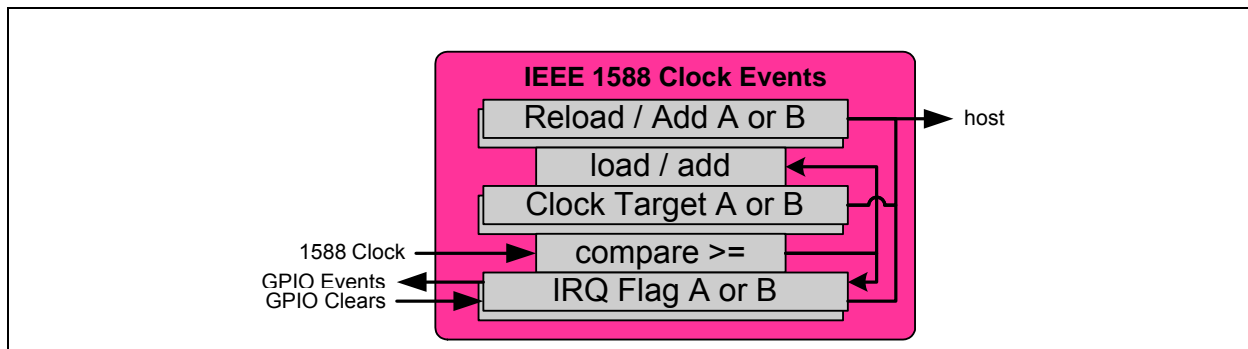 IEEE 1588 Clock Events
Reload / Add A or B
host
load / add
Clock Target A or B
1588 Clock
compare >=
GPIO Events
GPIO Clears
IRQ Flag A or B